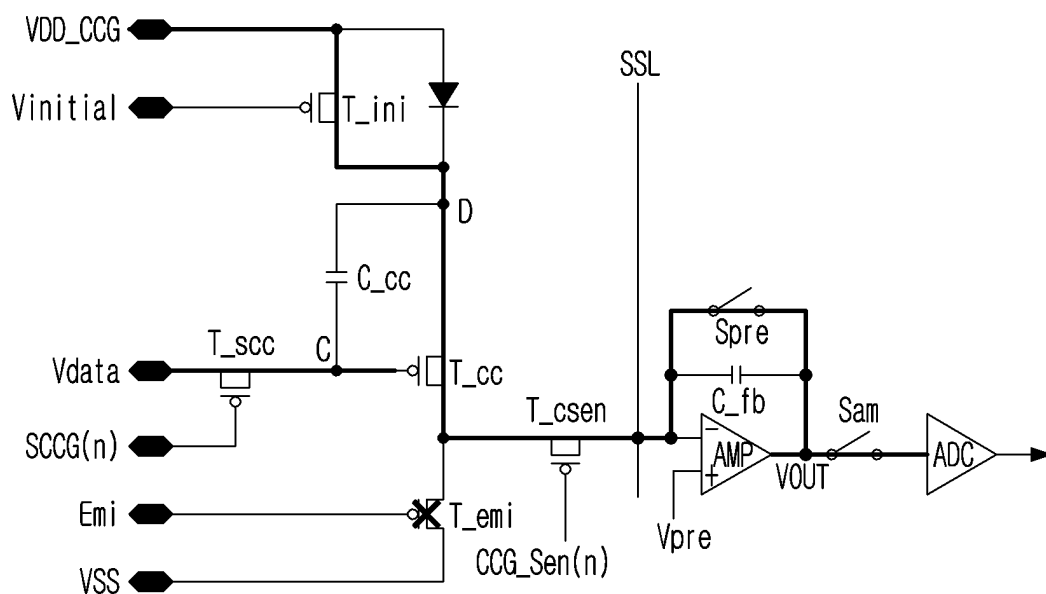 VDD_CCG
SSL
Vinitial
T_ini
D
C_cc
T_scc
C
Spre
Vdata
T_cc
C_fb
T_csen
Sam
SCCG(n)
−
AMP
+
ADC
VOUT
Emi
T_emi
Vpre
CCG_Sen(n)
VSS